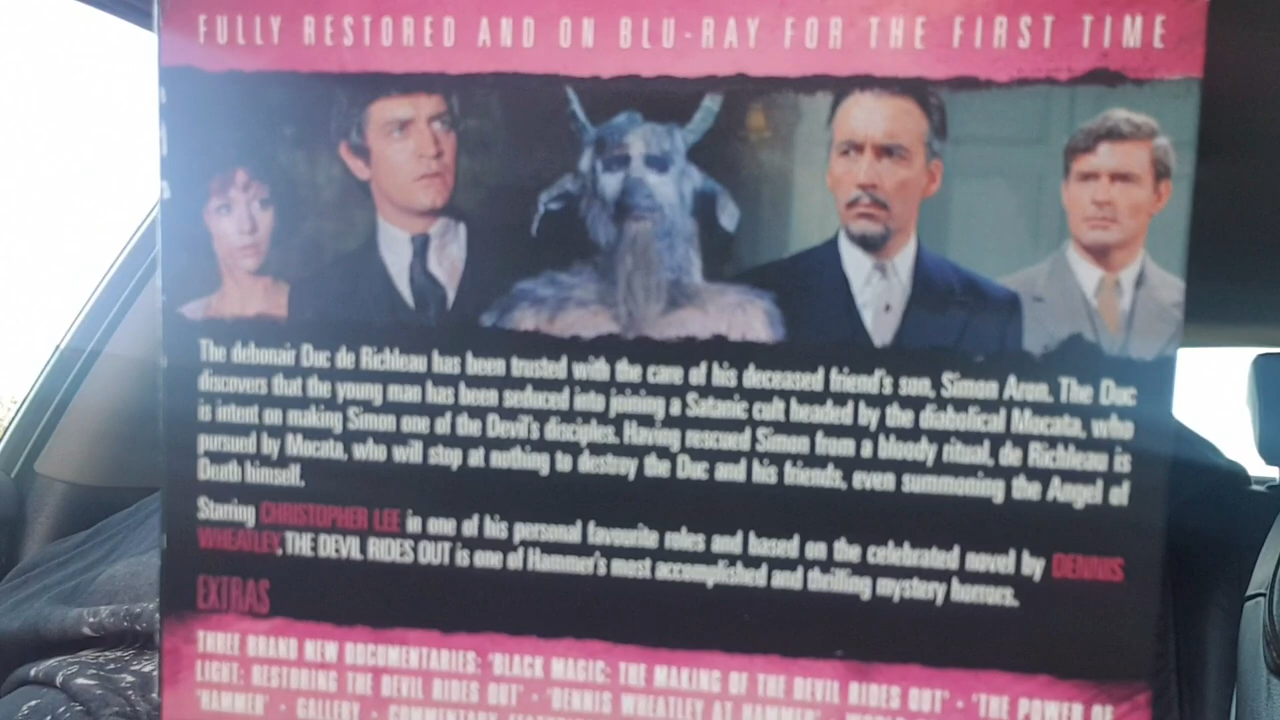 FULLY RESTORED AND ON BLU-RAY FOR THE FIRST TIME
The debonair Duc de Richleau has been trusted with the care of his deceased friend's son, Simon Aron. The Duc
discovers that the young man has been seduced into joining a Satanic cult headed by the diabolical Mocata, who
is intent on making Simon one of the Devil's disciples. Having rescued Simon from a bloody ritual, de Richleau is
pursued by Mocata, who will stop at nothing to destroy the Duc and his friends, even summoning the Angel of
Death himself.
Starring CHRISTOPHER LEE in one of his personal favourite roles and based on the celebrated novel by DENNIS
WHEATLEY, THE DEVIL RIDES OUT is one of Hammer's most accomplished and thrilling mystery horrors.
EXTRAS
THREE BRAND NEW DOCUMENTARIES: 'BLACK MAGIC: THE MAKING OF THE DEVIL RIDES OUT' · 'THE POWER OF
LIGHT: RESTORING THE DEVIL RIDES OUT' · 'DENNIS WHEATLEY AT HAMMER' · WORLD OF
'HAMMER' · GALLERY · COMMENTARY